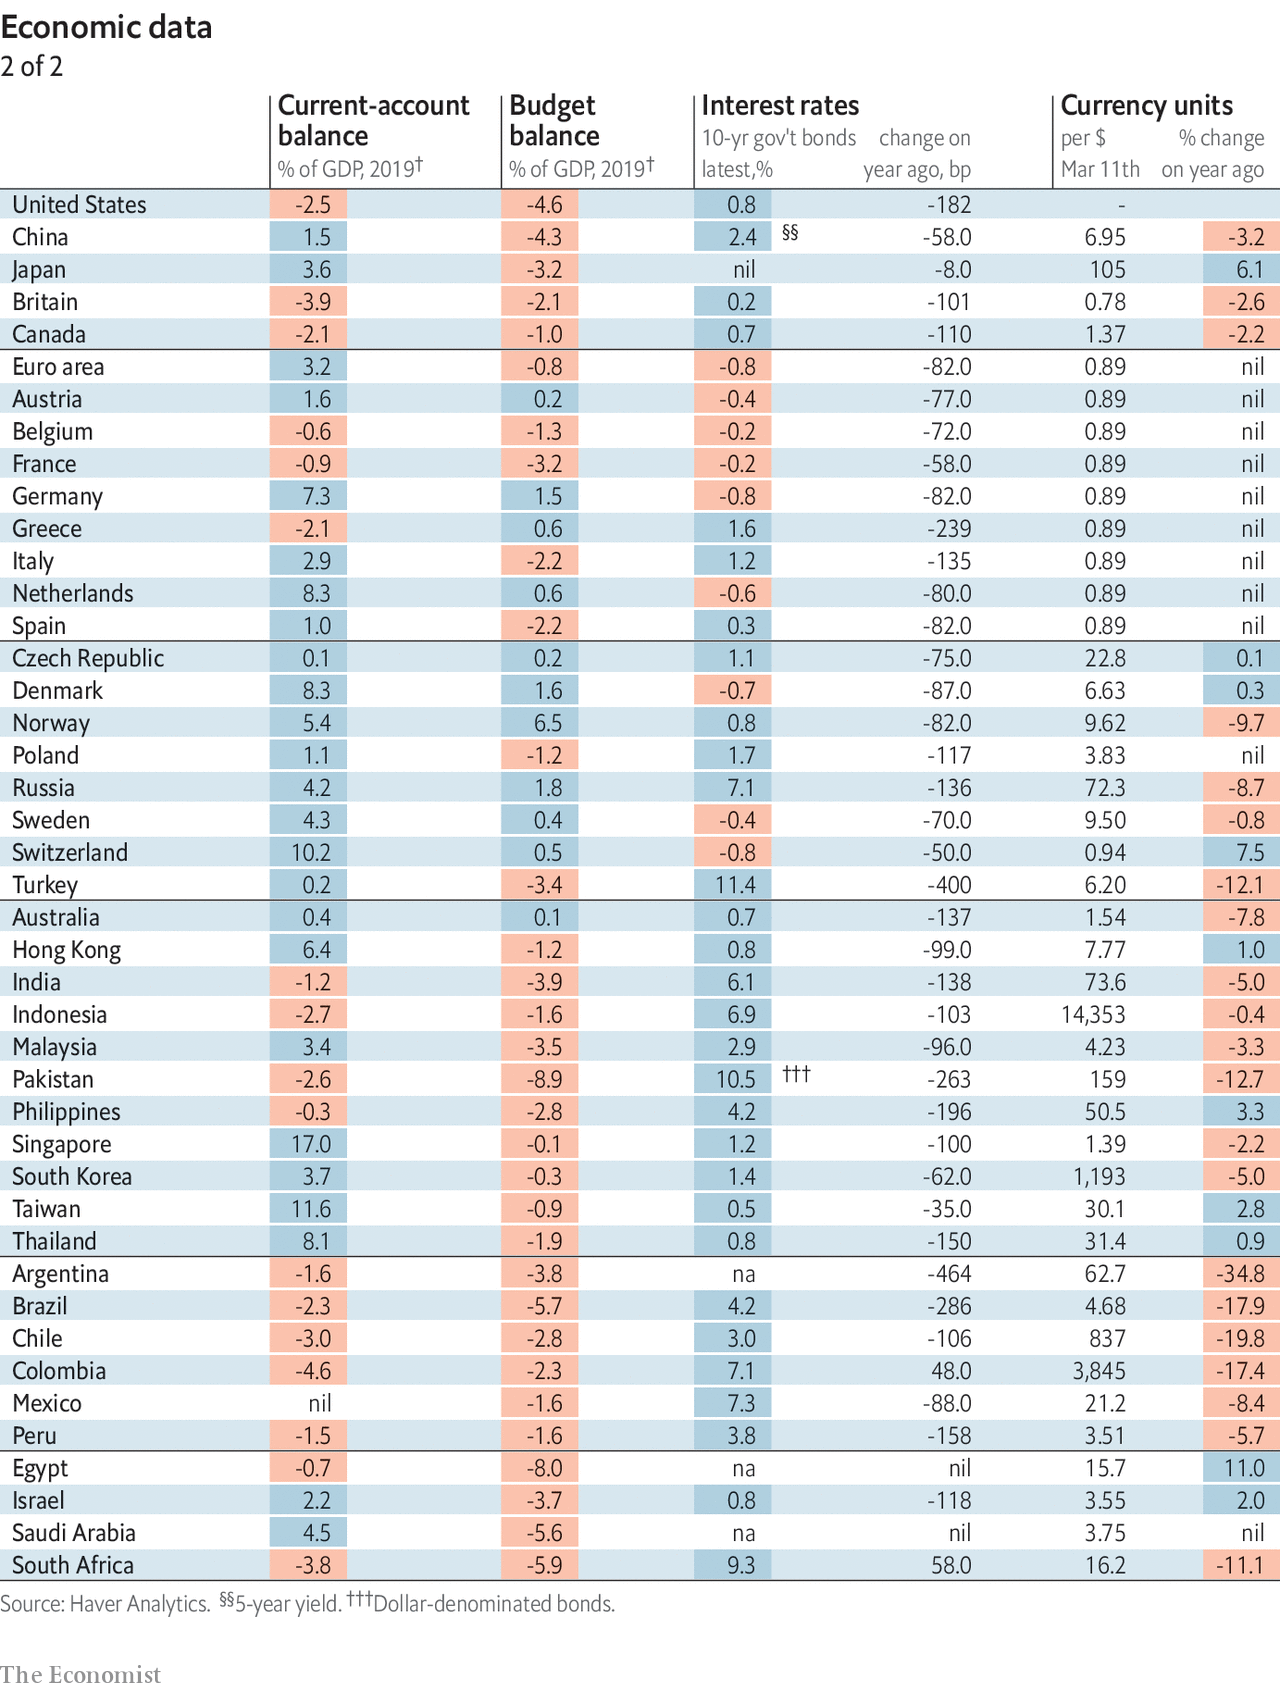 Economic data
2 of 2
Current-account balance % of GDP, 2019† Budget balance % of GDP, 2019† Interest rates 10-yr gov't bonds latest,% change on year ago, bp Currency units per $ Mar 11th % change on year ago
United States -2.5 -4.6 0.8 -182 -
China 1.5 -4.3 2.4 §§ -58.0 6.95 -3.2
Japan 3.6 -3.2 nil -8.0 105 6.1
Britain -3.9 -2.1 0.2 -101 0.78 -2.6
Canada -2.1 -1.0 0.7 -110 1.37 -2.2
Euro area 3.2 -0.8 -0.8 -82.0 0.89 nil
Austria 1.6 0.2 -0.4 -77.0 0.89 nil
Belgium -0.6 -1.3 -0.2 -72.0 0.89 nil
France -0.9 -3.2 -0.2 -58.0 0.89 nil
Germany 7.3 1.5 -0.8 -82.0 0.89 nil
Greece -2.1 0.6 1.6 -239 0.89 nil
Italy 2.9 -2.2 1.2 -135 0.89 nil
Netherlands 8.3 0.6 -0.6 -80.0 0.89 nil
Spain 1.0 -2.2 0.3 -82.0 0.89 nil
Czech Republic 0.1 0.2 1.1 -75.0 22.8 0.1
Denmark 8.3 1.6 -0.7 -87.0 6.63 0.3
Norway 5.4 6.5 0.8 -82.0 9.62 -9.7
Poland 1.1 -1.2 1.7 -117 3.83 nil
Russia 4.2 1.8 7.1 -136 72.3 -8.7
Sweden 4.3 0.4 -0.4 -70.0 9.50 -0.8
Switzerland 10.2 0.5 -0.8 -50.0 0.94 7.5
Turkey 0.2 -3.4 11.4 -400 6.20 -12.1
Australia 0.4 0.1 0.7 -137 1.54 -7.8
Hong Kong 6.4 -1.2 0.8 -99.0 7.77 1.0
India -1.2 -3.9 6.1 -138 73.6 -5.0
Indonesia -2.7 -1.6 6.9 -103 14,353 -0.4
Malaysia 3.4 -3.5 2.9 -96.0 4.23 -3.3
Pakistan -2.6 -8.9 10.5 ††† -263 159 -12.7
Philippines -0.3 -2.8 4.2 -196 50.5 3.3
Singapore 17.0 -0.1 1.2 -100 1.39 -2.2
South Korea 3.7 -0.3 1.4 -62.0 1,193 -5.0
Taiwan 11.6 -0.9 0.5 -35.0 30.1 2.8
Thailand 8.1 -1.9 0.8 -150 31.4 0.9
Argentina -1.6 -3.8 na -464 62.7 -34.8
Brazil -2.3 -5.7 4.2 -286 4.68 -17.9
Chile -3.0 -2.8 3.0 -106 837 -19.8
Colombia -4.6 -2.3 7.1 48.0 3,845 -17.4
Mexico nil -1.6 7.3 -88.0 21.2 -8.4
Peru -1.5 -1.6 3.8 -158 3.51 -5.7
Egypt -0.7 -8.0 na nil 15.7 11.0
Israel 2.2 -3.7 0.8 -118 3.55 2.0
Saudi Arabia 4.5 -5.6 na nil 3.75 nil
South Africa -3.8 -5.9 9.3 58.0 16.2 -11.1
Source: Haver Analytics. §§5-year yield. †††Dollar-denominated bonds.
The Economist